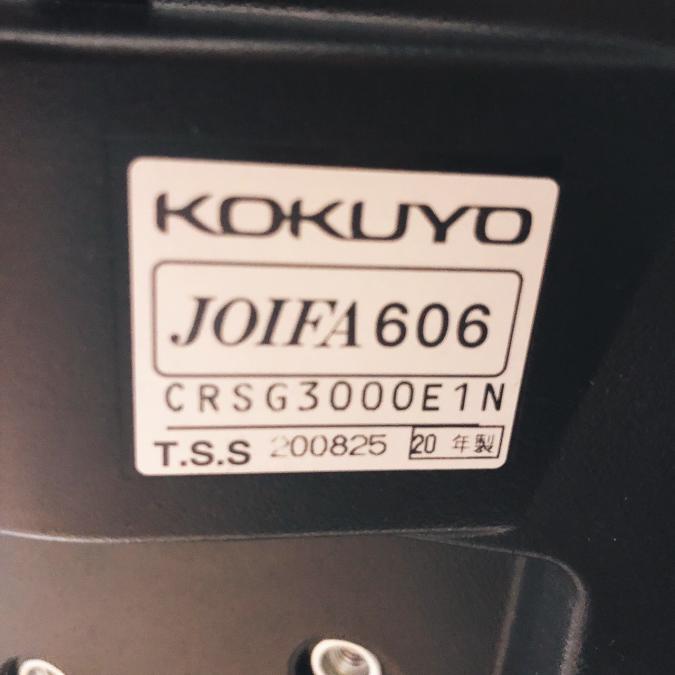 KOKUYO
JOIFA 606
CRSG3000E1N
T.S.S 200825 20 年製